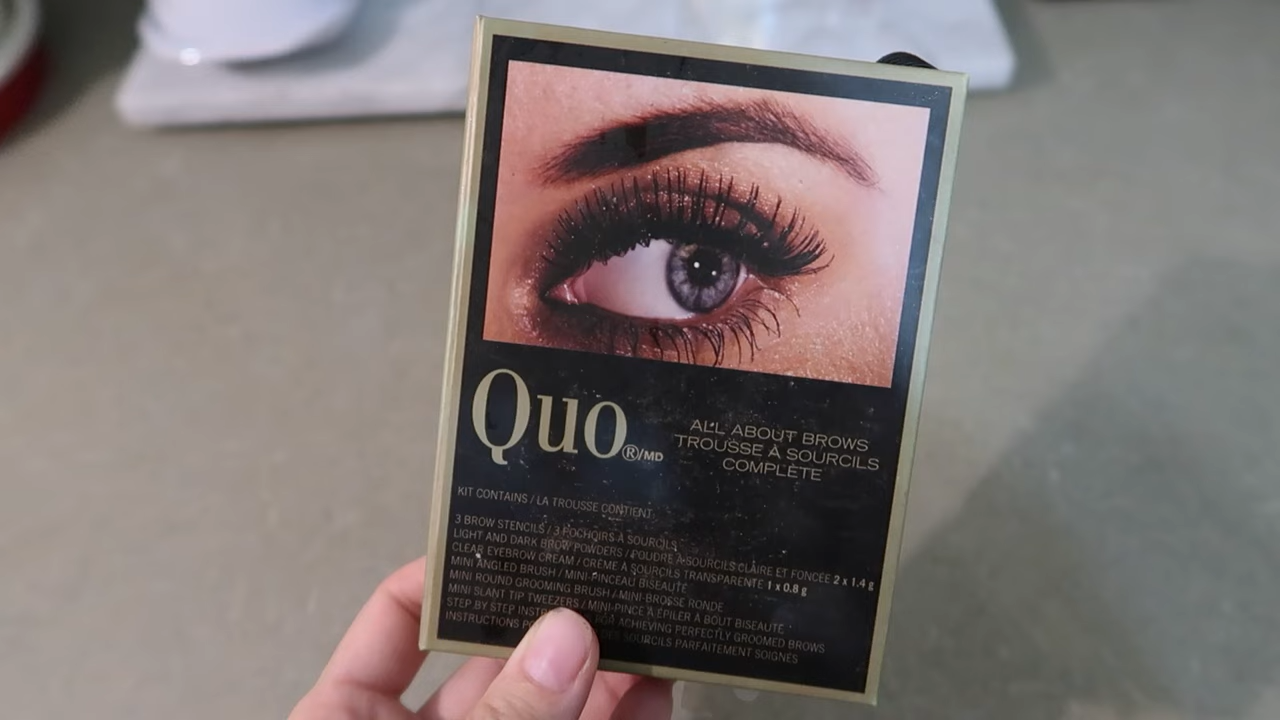 Quo®/MD
ALL ABOUT BROWS
TROUSSE À SOURCILS
COMPLÈTE
KIT CONTAINS / LA TROUSSE CONTIENT
3 BROW STENCILS / 3 POCHOIRS À SOURCILS
LIGHT AND DARK BROW POWDERS / POUDRE À SOURCILS CLAIRE ET FONCÉE 2 x 1.4 g
CLEAR EYEBROW CREAM / CRÈME À SOURCILS TRANSPARENTE 1 x 0.8 g
MINI ANGLED BRUSH / MINI-PINCEAU BISEAUTÉ
MINI ROUND GROOMING BRUSH / MINI-BROSSE RONDE
MINI SLANT TIP TWEEZERS / MINI-PINCE À ÉPILER À BOUT BISEAUTÉ
STEP BY STEP FOR ACHIEVING PERFECTLY GROOMED BROWS
INSTRUCTIONS DES SOURCILS PARFAITEMENT SOIGNÉS